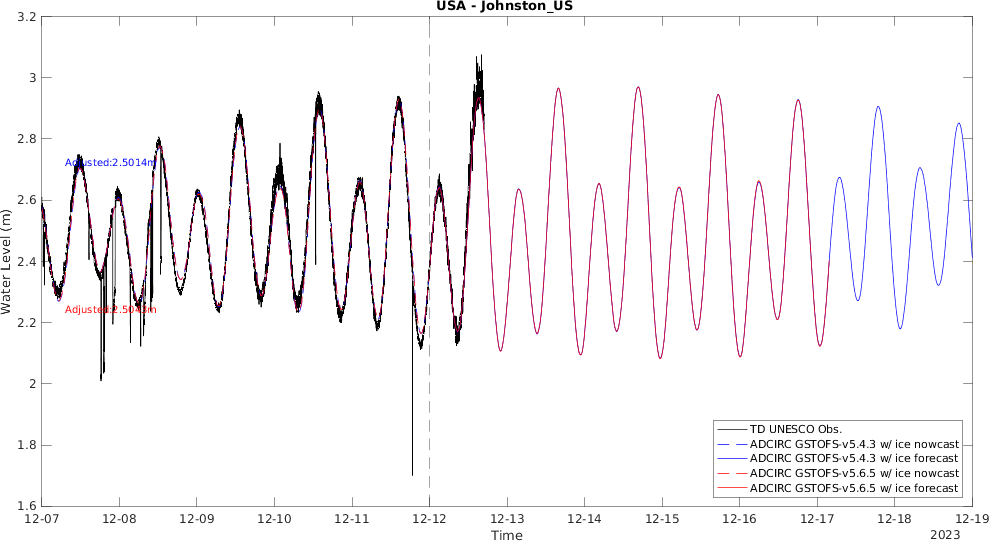 USA - Johnston_US
3.2
3
2.8
2.6
2.4
2.2
2
1.8
1.6
Water Level (m)
Adjusted:2.5014m
Adjusted:2.5043m
TD UNESCO Obs.
ADCIRC GSTOFS-v5.4.3 w/ ice nowcast
ADCIRC GSTOFS-v5.4.3 w/ ice forecast
ADCIRC GSTOFS-v5.6.5 w/ ice nowcast
ADCIRC GSTOFS-v5.6.5 w/ ice forecast
12-07 12-08 12-09 12-10 12-11 12-12 12-13 12-14 12-15 12-16 12-17 12-18 12-19
Time
2023